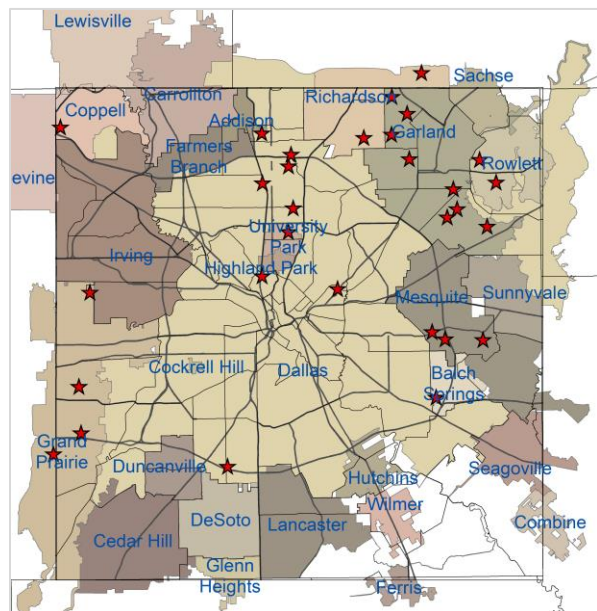 Lewisville
Sachse
Coppell
Carrollton
Richardson
Addison
Garland
Farmers
Branch
Rowlett
evine
University
Park
Irving
Highland Park
Mesquite
Sunnyvale
Cockrell Hill
Dallas
Balch
Springs
Grand
Prairie
Duncanville
Hutchins
Seagoville
Wilmer
DeSoto
Lancaster
Combine
Cedar Hill
Glenn
Heights
Ferris